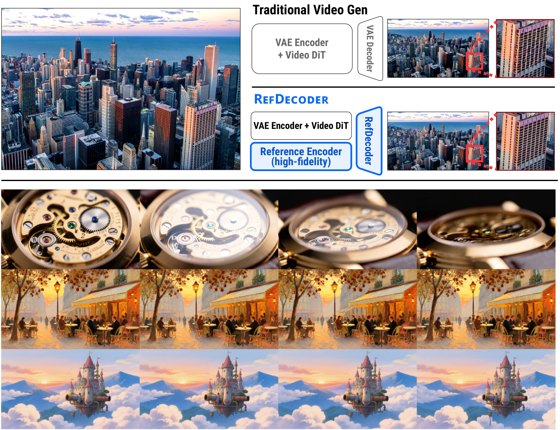 Traditional Video Gen
VAE Encoder
+ Video DiT
VAE Decoder
REFDECODER
VAE Encoder + Video DiT
Reference Encoder
(high-fidelity)
RefDecoder